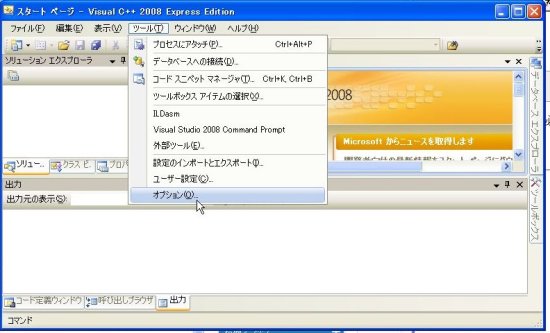 スタート ページ - Visual C++ 2008 Express Edition
ファイル(F) 編集(E) 表示(V) ツール(T) ウィンドウ(W) ヘルプ(H)
プロセスにアタッチ(P)... Ctrl+Alt+P
データベースへの接続(D)...
コード スニペット マネージャ(T)... Ctrl+K, Ctrl+B
ツールボックス アイテムの選択(X)...
ILDasm
Visual Studio 2008 Command Prompt
外部ツール(E)...
設定のインポートとエクスポート(I)...
ユーザー設定(C)...
オプション(O)...
ソリューション エクスプローラ
2008
Microsoft からニュースを取得します
ソリュー... クラス ビ... プロパ
データベース エクスプローラ
ツールボックス
出力
出力元の表示(S):
コード定義ウィンドウ 呼び出しブラウザ 出力
コマンド